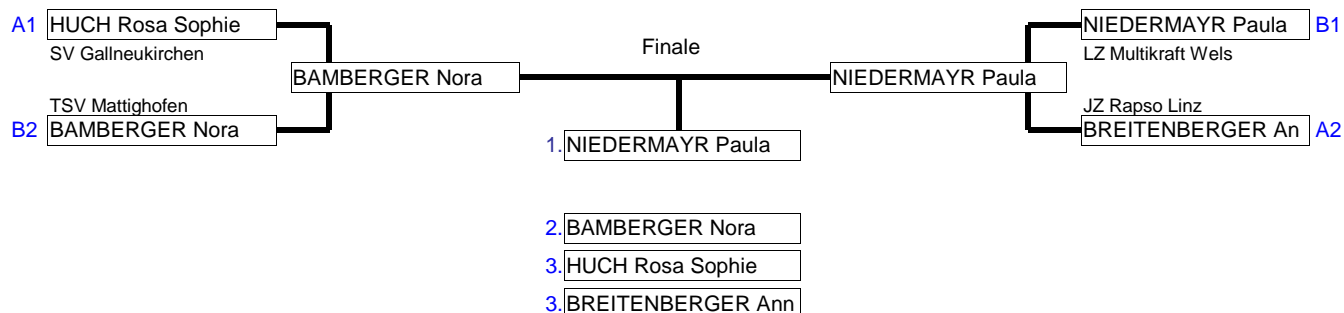 A1 HUCH Rosa Sophie
SV Gallneukirchen
BAMBERGER Nora
TSV Mattighofen
B2 BAMBERGER Nora
Finale
NIEDERMAYR Paula B1
LZ Multikraft Wels
NIEDERMAYR Paula
JZ Rapso Linz
BREITENBERGER An A2
1. NIEDERMAYR Paula
2. BAMBERGER Nora
3. HUCH Rosa Sophie
3. BREITENBERGER Ann